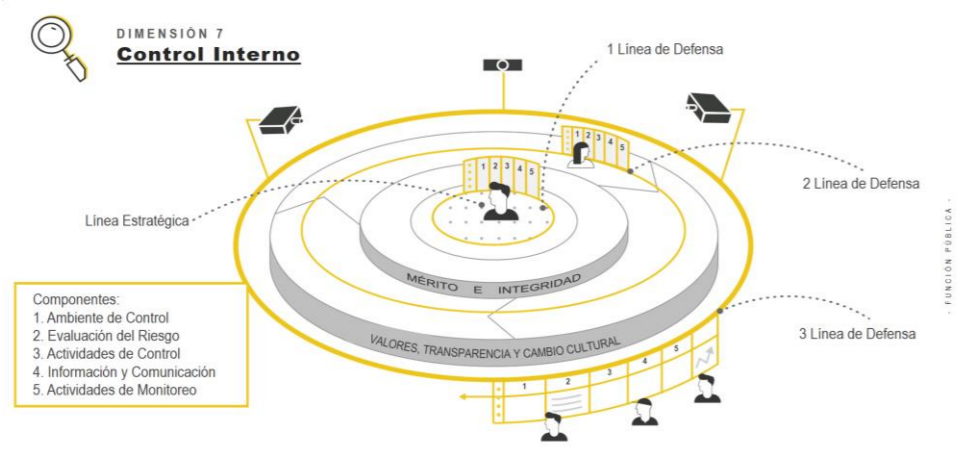 DIMENSIÓN 7
Control Interno
1 Línea de Defensa
1 2 3 4 5
1 2 3 4 5
2 Línea de Defensa
Línea Estratégica
MÉRITO E INTEGRIDAD
VALORES, TRANSPARENCIA Y CAMBIO CULTURAL
3 Línea de Defensa
1 2 3 4 5
Componentes:
1. Ambiente de Control
2. Evaluación del Riesgo
3. Actividades de Control
4. Información y Comunicación
5. Actividades de Monitoreo
- FUNCIÓN PÚBLICA -